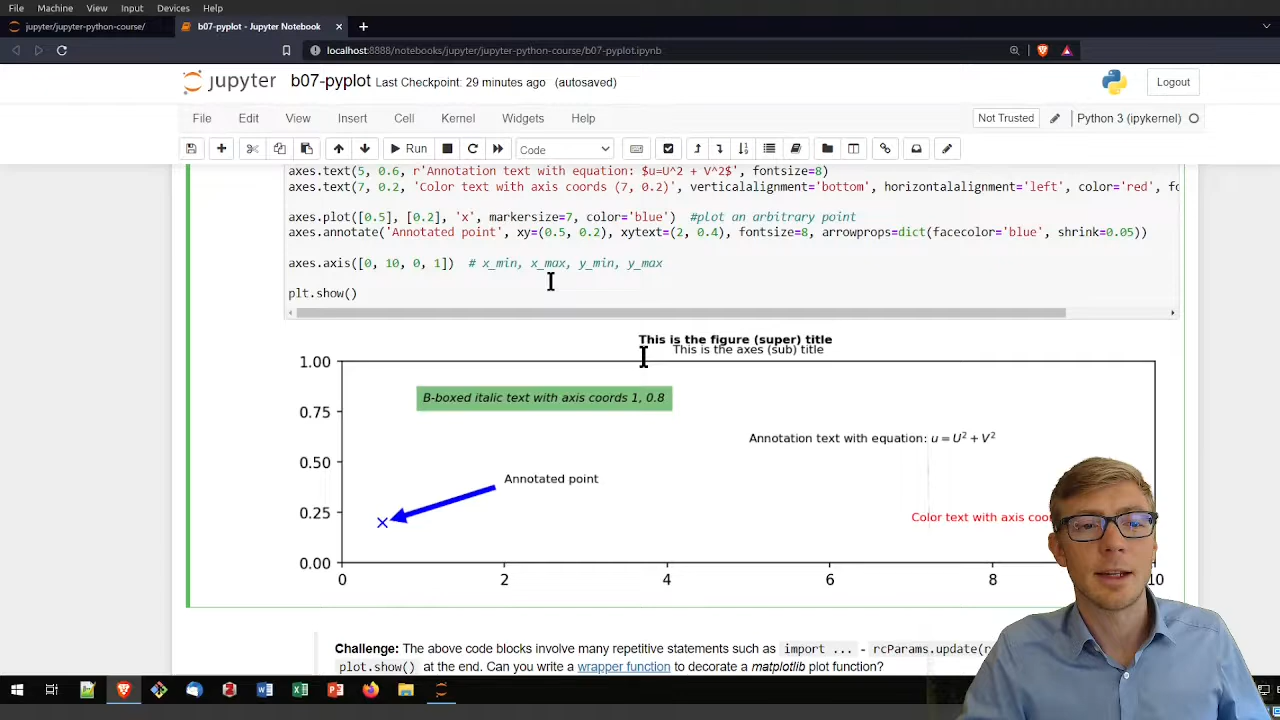 File Machine View Input Devices Help
jupyter/jupyter-python-course/ b07-pyplot - Jupyter Notebook
localhost:8888/notebooks/jupyter/jupyter-python-course/b07-pyplot.ipynb
jupyter b07-pyplot Last Checkpoint: 29 minutes ago (autosaved) Logout
File Edit View Insert Cell Kernel Widgets Help Not Trusted Python 3 (ipykernel)
Run Code
axes.text(5, 0.6, r'Annotation text with equation: $u=U^2 + V^2$', fontsize=8)
axes.text(7, 0.2, 'Color text with axis coords (7, 0.2)', verticalalignment='bottom', horizontalalignment='left', color='red', fo
axes.plot([0.5], [0.2], 'x', markersize=7, color='blue') #plot an arbitrary point
axes.annotate('Annotated point', xy=(0.5, 0.2), xytext=(2, 0.4), fontsize=8, arrowprops=dict(facecolor='blue', shrink=0.05))
axes.axis([0, 10, 0, 1]) # x_min, x_max, y_min, y_max
plt.show()
This is the figure (super) title
This is the axes (sub) title
1.00
B-boxed italic text with axis coords 1, 0.8
0.75
Annotation text with equation: u = U² + V²
0.50
Annotated point
0.25
Color text with axis coo
0.00
0 2 4 6 8 10
Challenge: The above code blocks involve many repetitive statements such as import ... - rcParams.update(r
plot.show() at the end. Can you write a wrapper function to decorate a matplotlib plot function?